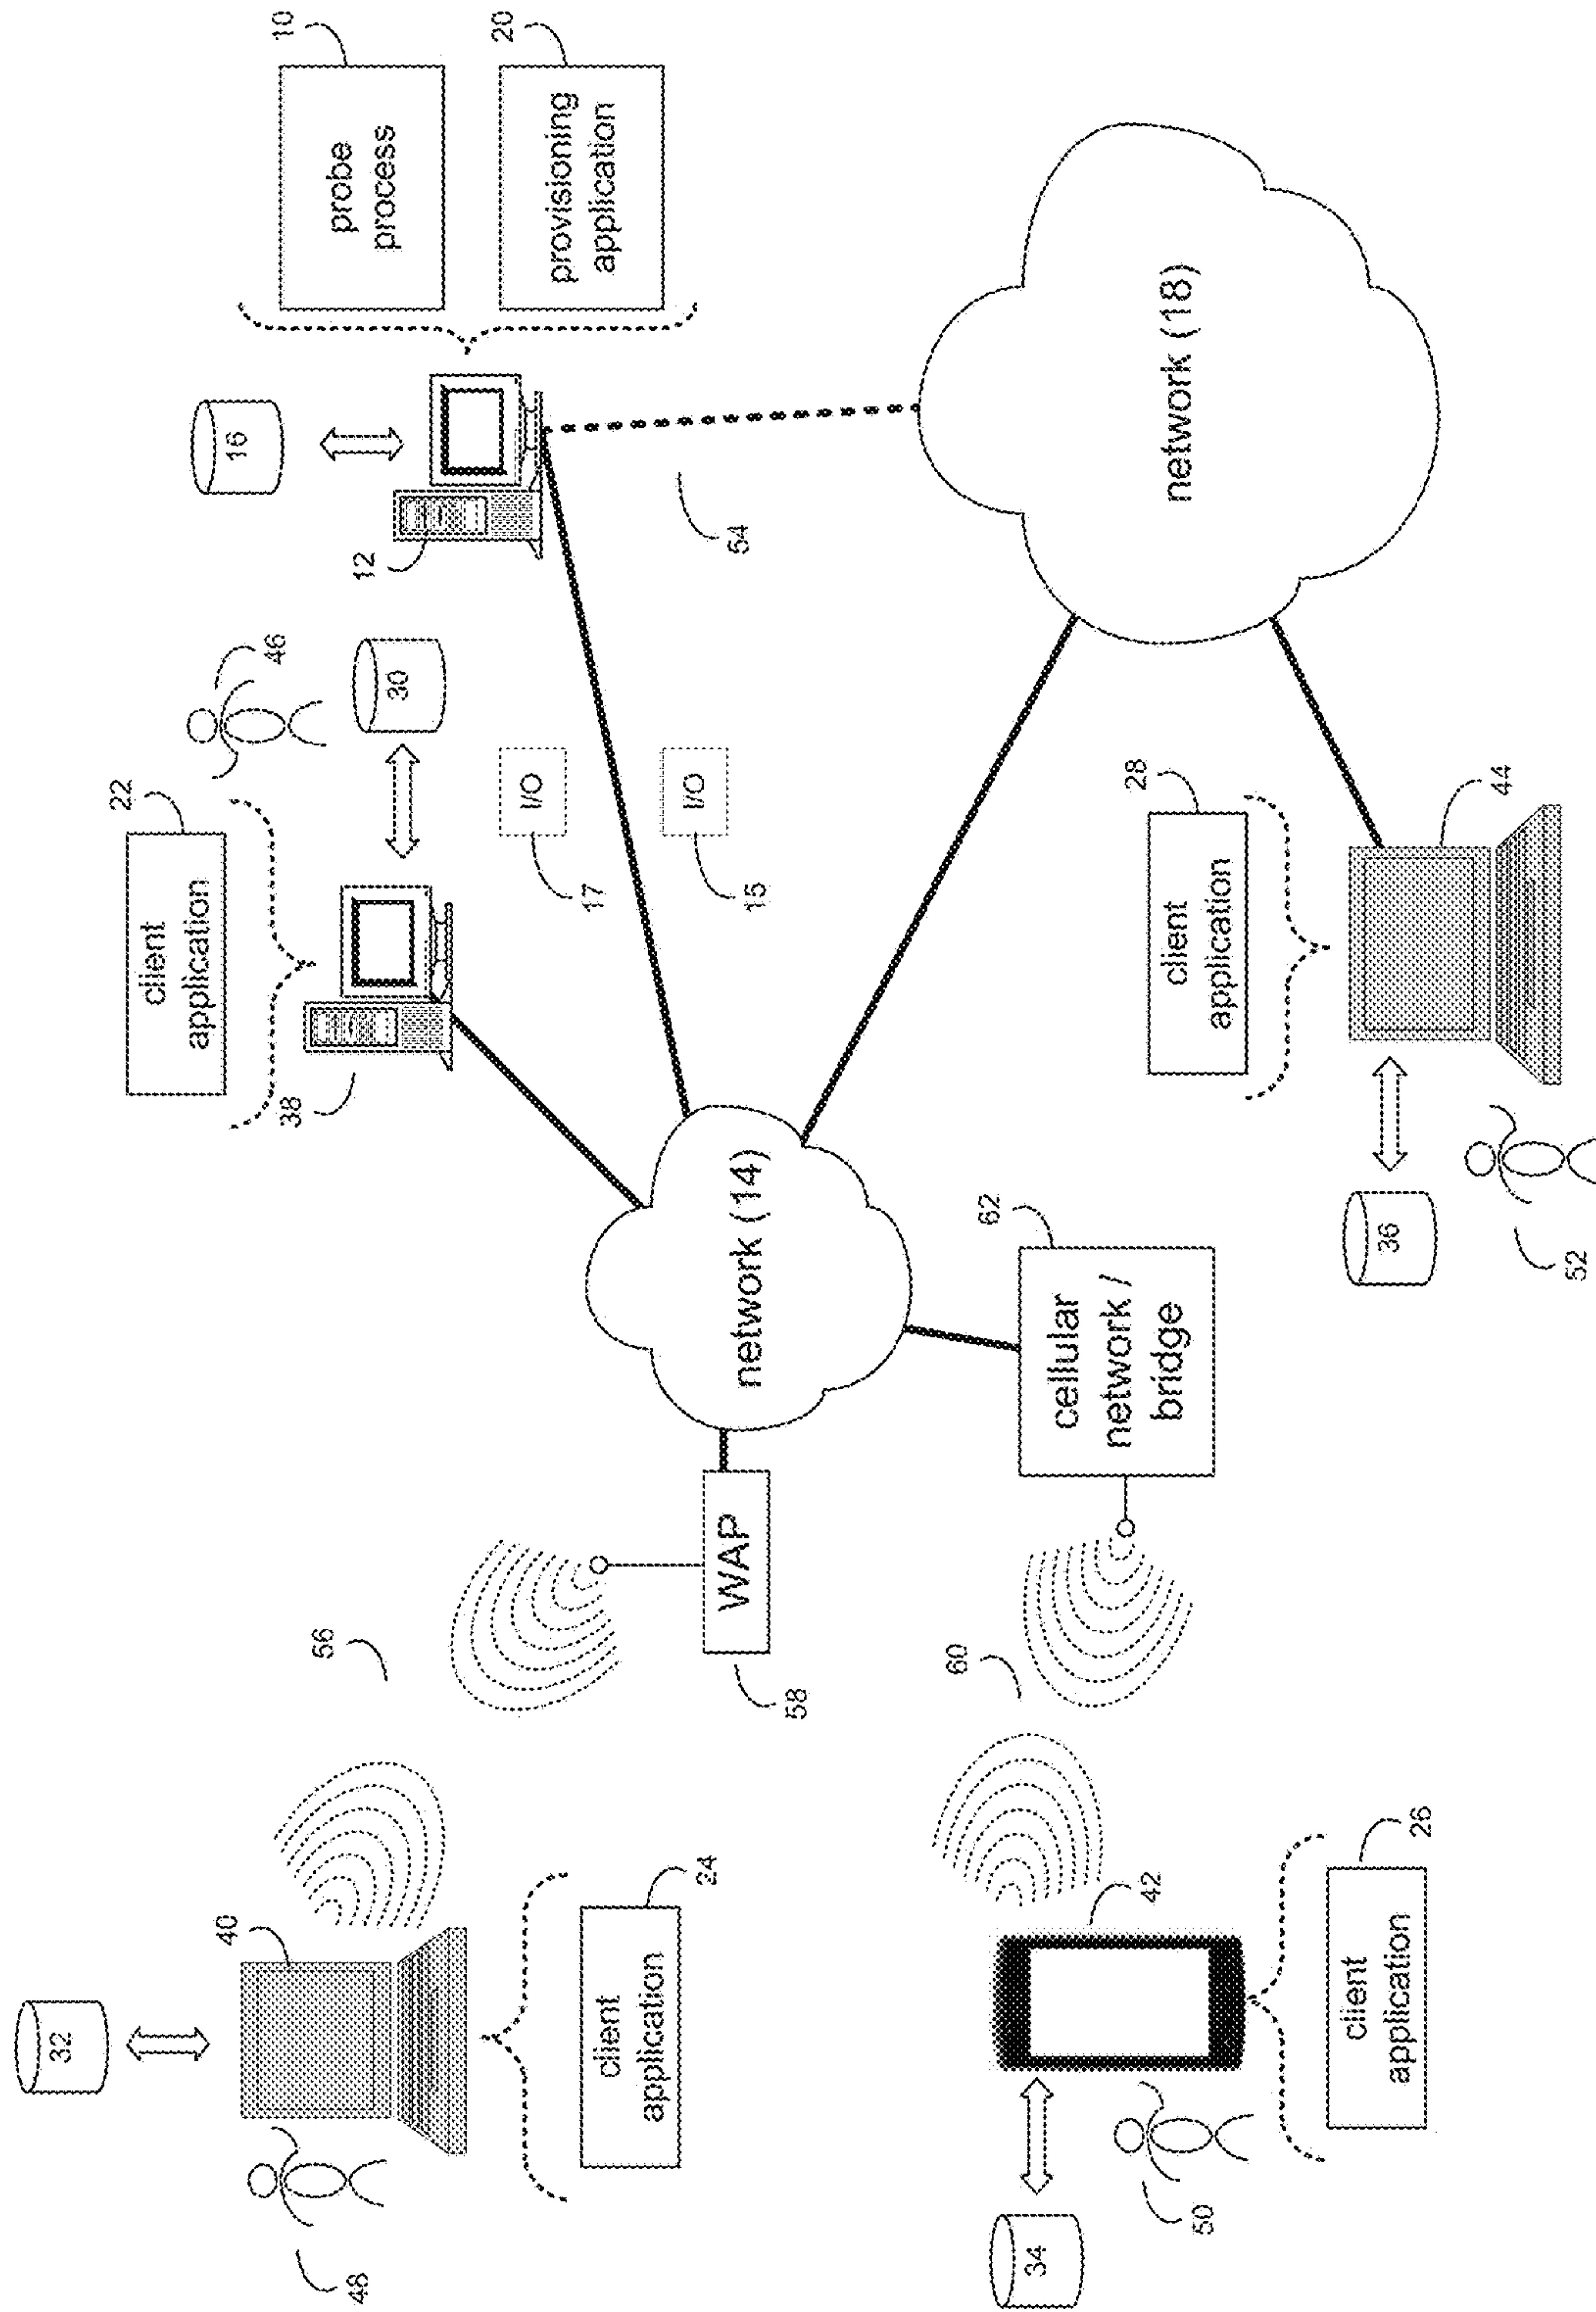 32
22
client
application
40
16
46
10
38
56
probe
process
48
12
30
20
I/O
provisioning
application
17
client
application
24
I/O
54
WAP
network (14)
15
58
60
62
34
cellular
network /
bridge
28
42
client
application
network (18)
50
36
client
application
26
44
52